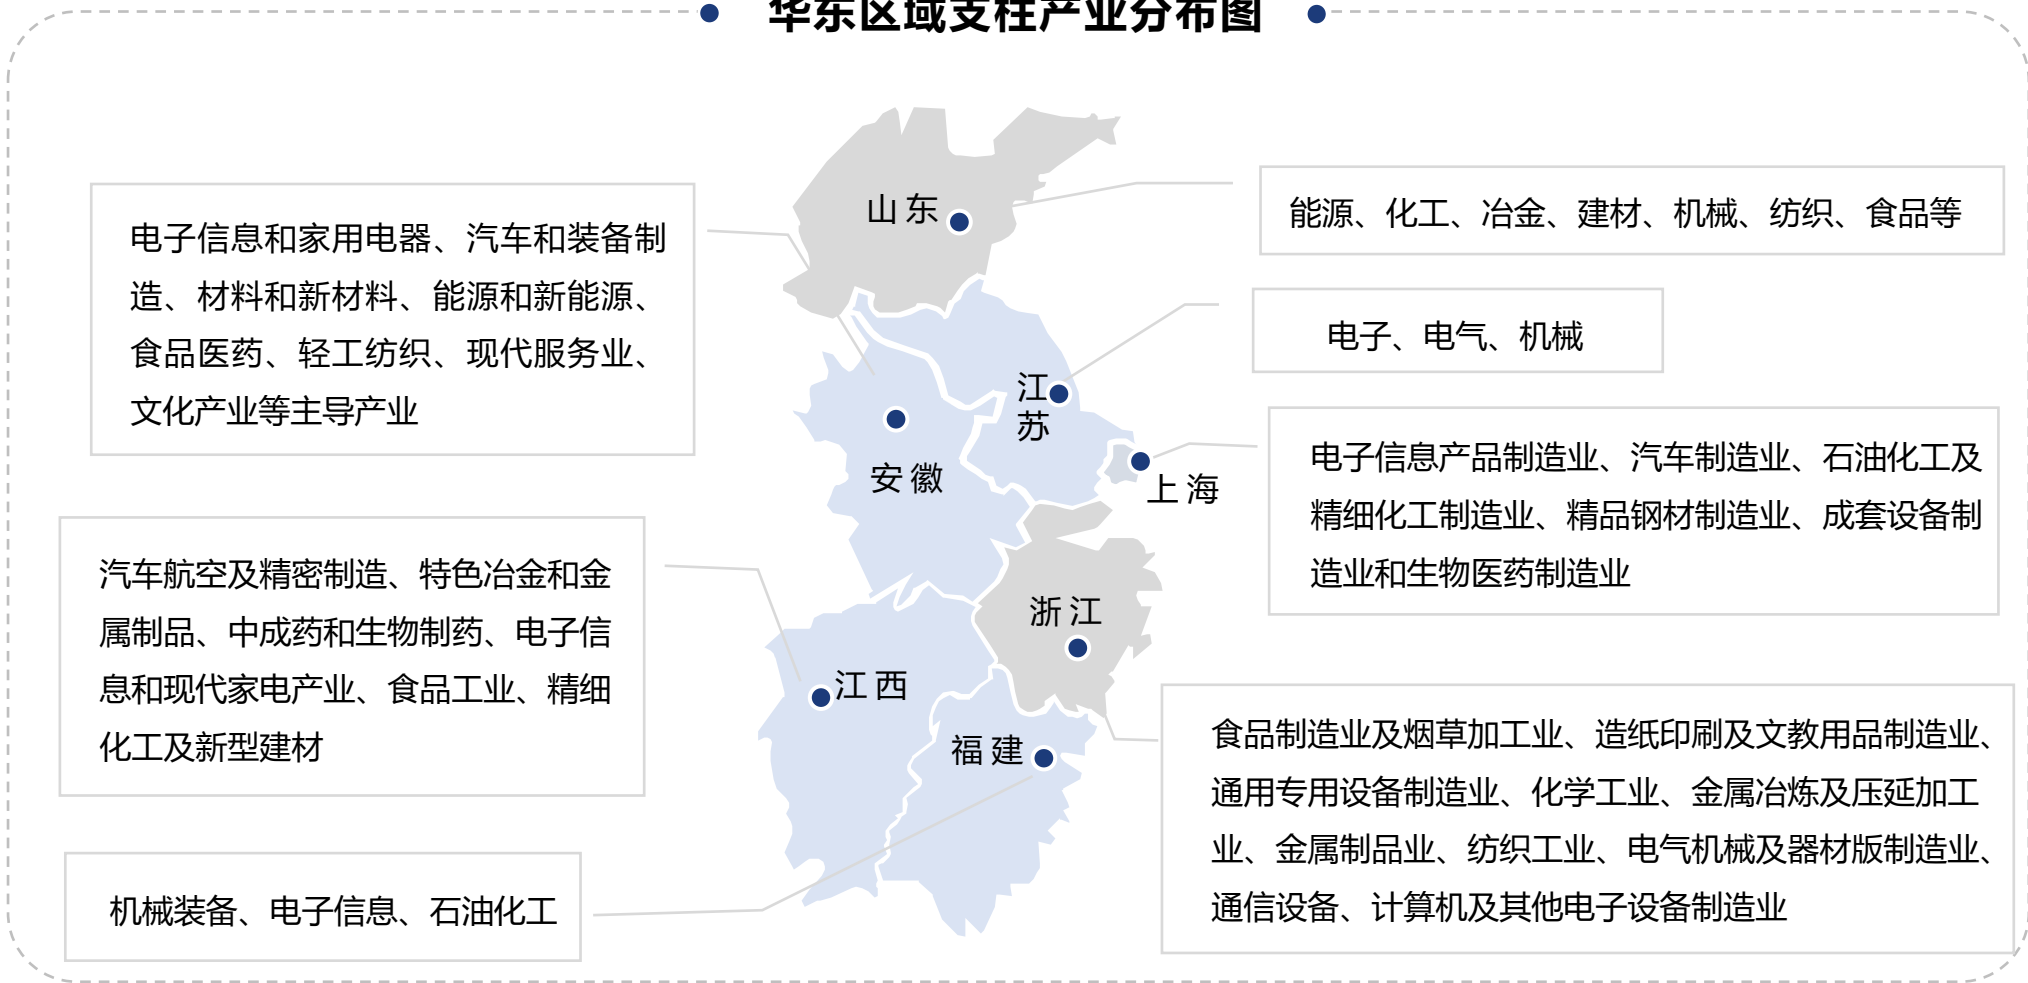 华东区域支柱产业分布图
电子信息和家用电器、汽车和装备制
造、材料和新材料、能源和新能源、
食品医药、轻工纺织、现代服务业、
文化产业等主导产业
汽车航空及精密制造、特色冶金和金
属制品、中成药和生物制药、电子信
息和现代家电产业、食品工业、精细
化工及新型建材
机械装备、电子信息、石油化工
山东
江
苏
安徽
上海
浙江
江西
福建
能源、化工、冶金、建材、机械、纺织、食品等
电子、电气、机械
电子信息产品制造业、汽车制造业、石油化工及
精细化工制造业、精品钢材制造业、成套设备制
造业和生物医药制造业
食品制造业及烟草加工业、造纸印刷及文教用品制造业、
通用专用设备制造业、化学工业、金属冶炼及压延加工
业、金属制品业、纺织工业、电气机械及器材版制造业、
通信设备、计算机及其他电子设备制造业